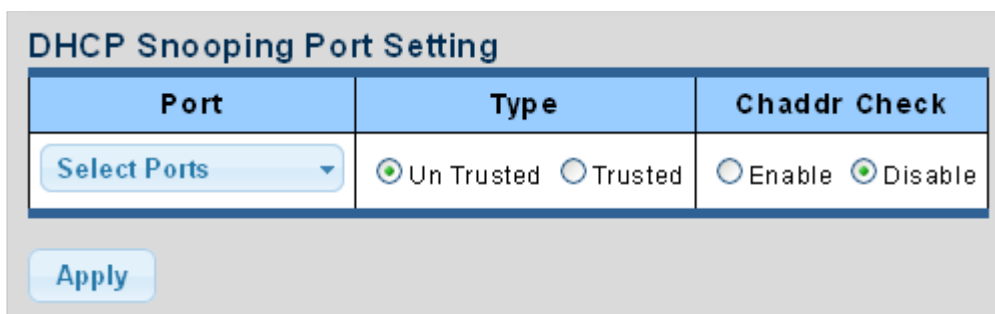 DHCP Snooping Port Setting
Port Type Chaddr Check
Select Ports Un Trusted Trusted Enable Disable
Apply